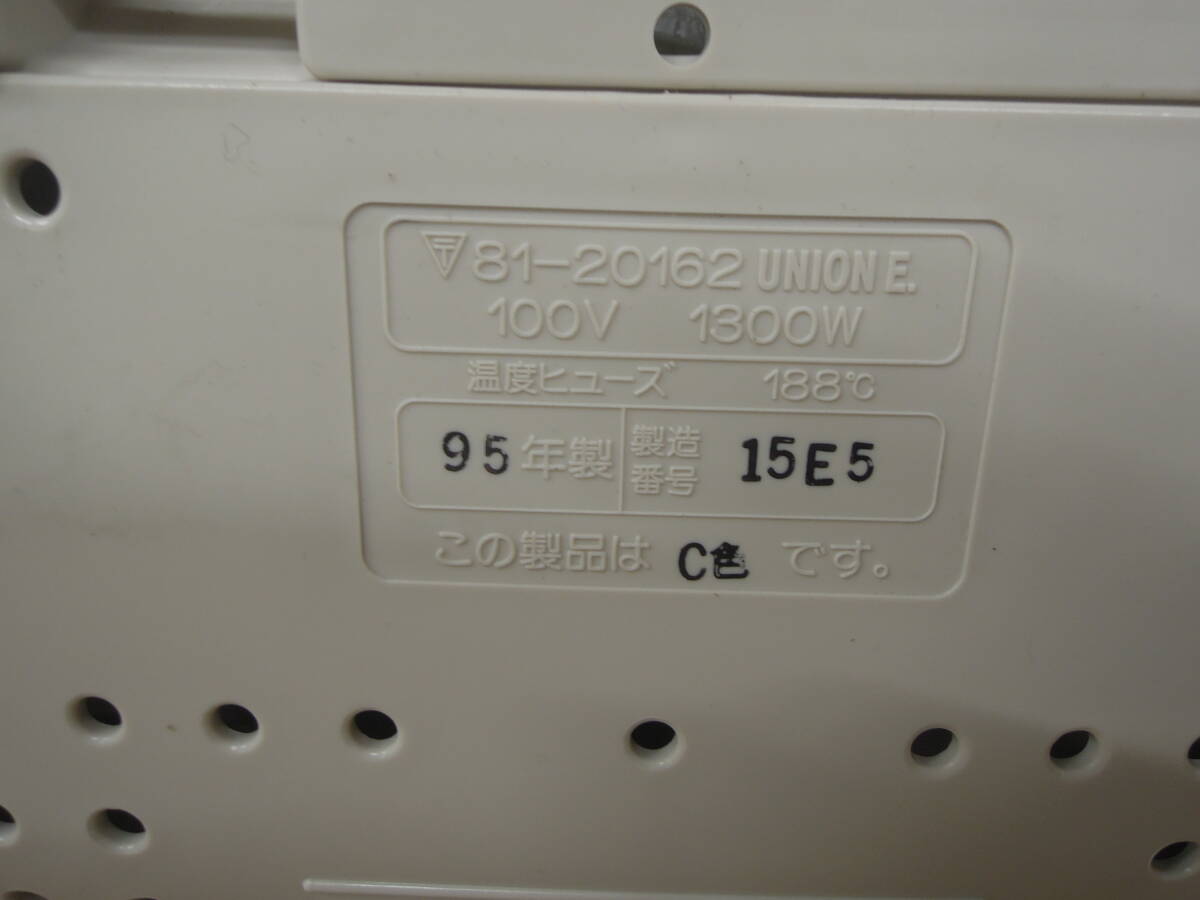 〒81-20162 UNION E.
100V 1300W
温度ヒューズ 188℃
95年製 製造番号 15E5
この製品は C色 です。